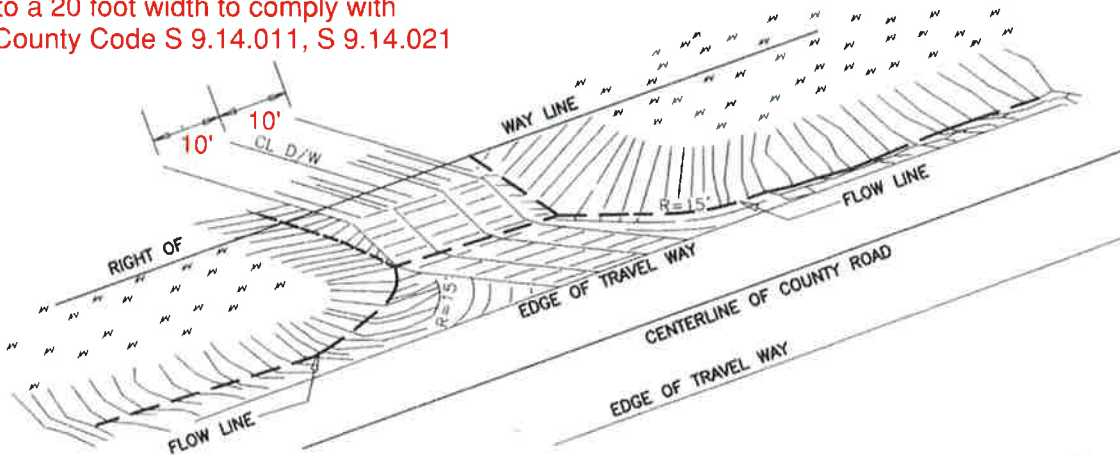 to a 20 foot width to comply with
County Code S 9.14.011, S 9.14.021
10'
10'
CL D/W
WAY LINE
R=15'
FLOW LINE
RIGHT OF
R=15'
EDGE OF TRAVEL WAY
CENTERLINE OF COUNTY ROAD
EDGE OF TRAVEL WAY
FLOW LINE